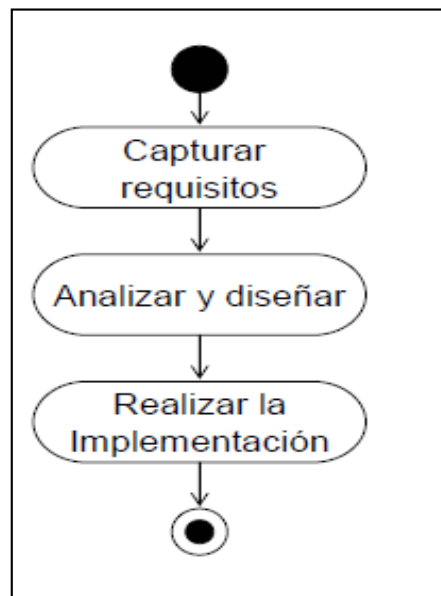 Capturar
requisitos
Analizar y diseñar
Realizar la
Implementación